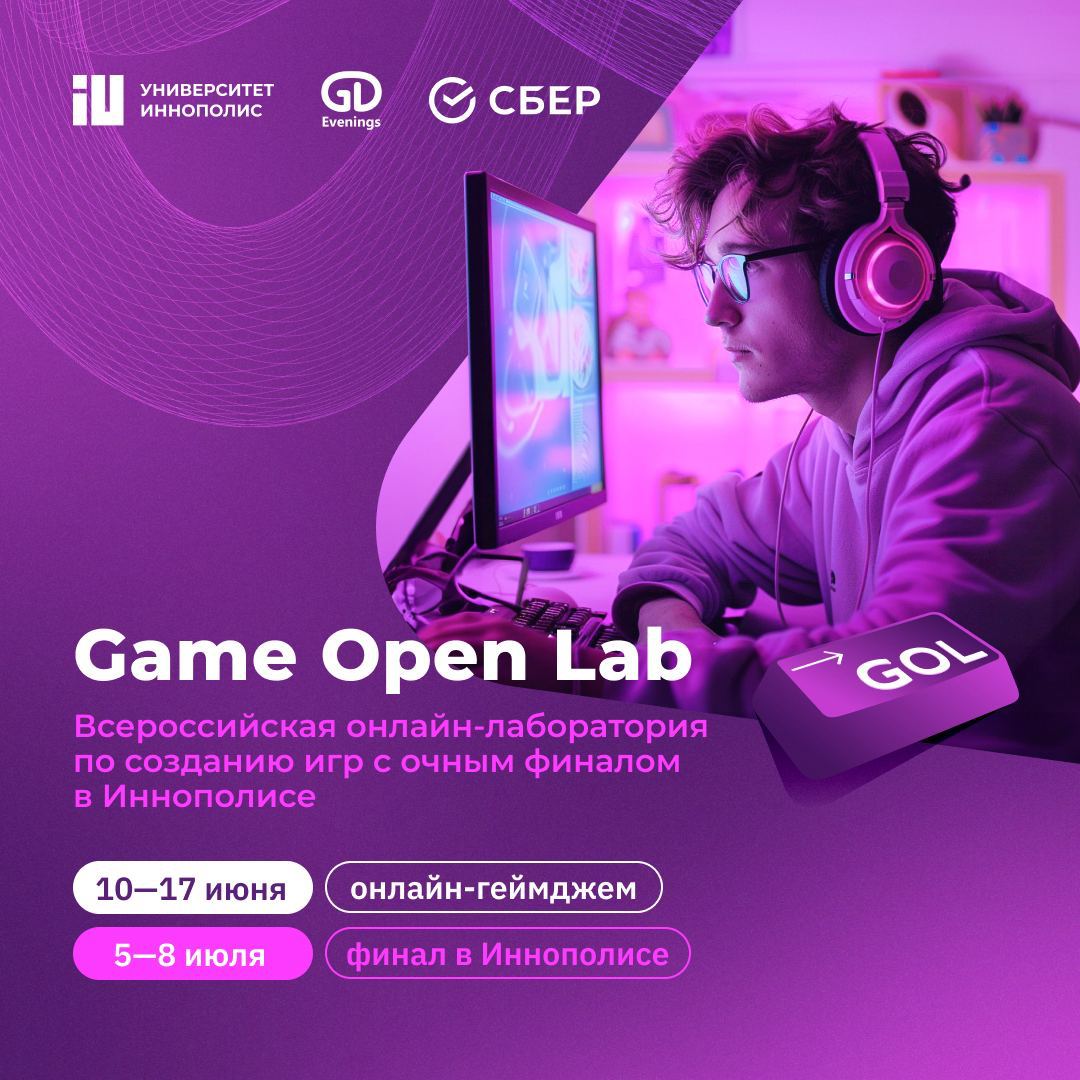 УНИВЕРСИТЕТ
ИННОПОЛИС
GD
Evenings
СБЕР
GOL
Game Open Lab
Всероссийская онлайн-лаборатория
по созданию игр с очным финалом
в Иннополисе
10—17 июня
онлайн-геймджем
5—8 июля
финал в Иннополисе